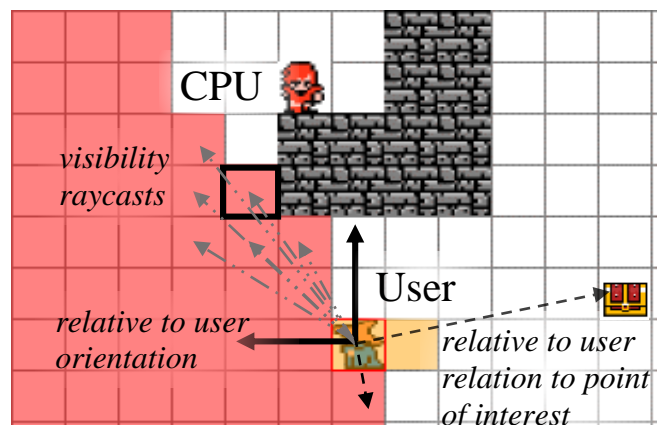 CPU
visibility
raycasts
User
relative to user
orientation
relative to user
relation to point
of interest